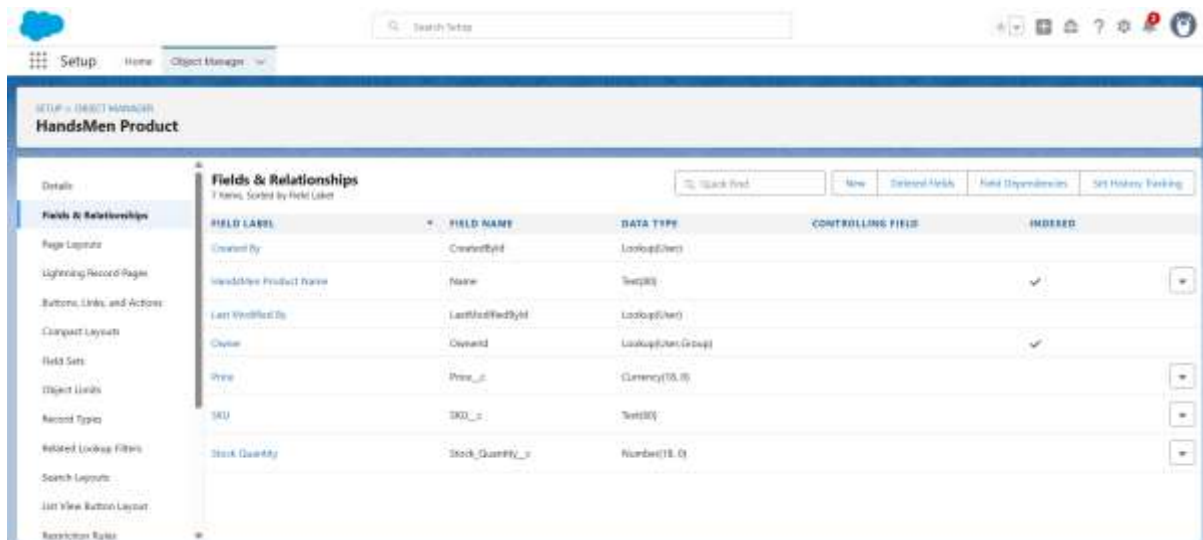 Search Setup
Setup Home Object Manager
SETUP > OBJECT MANAGER
HandsMen Product
Details
Fields & Relationships
Page Layouts
Lightning Record Pages
Buttons, Links, and Actions
Compact Layouts
Field Sets
Object Limits
Record Types
Related Lookup Filters
Search Layouts
List View Button Layout
Restriction Rules
Fields & Relationships
7 Items, Sorted by Field Label
Quick Find New Deleted Fields Field Dependencies Set History Tracking
FIELD LABEL FIELD NAME DATA TYPE CONTROLLING FIELD INDEXED
Created By CreatedById Lookup(User)
HandsMen Product Name Name Text(80)
Last Modified By LastModifiedById Lookup(User)
Owner OwnerId Lookup(User,Group)
Price Price__c Currency(18, 0)
SKU SKU__c
Stock Quantity Stock_Quantity__c Number(18, 0)